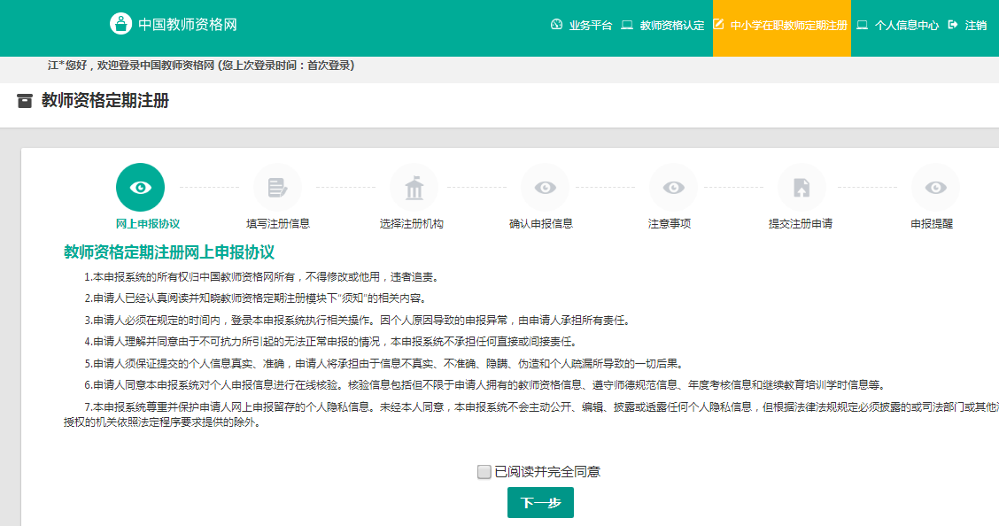 中国教师资格网
业务平台 教师资格认定 中小学在职教师定期注册 个人信息中心 注销
江*您好，欢迎登录中国教师资格网 (您上次登录时间：首次登录)
教师资格定期注册
网上申报协议 填写注册信息 选择注册机构 确认申报信息 注意事项 提交注册申请 申报提醒
教师资格定期注册网上申报协议
1.本申报系统的所有权归中国教师资格网所有，不得修改或他用，违者追责。
2.申请人已经认真阅读并知晓教师资格定期注册模块下“须知”的相关内容。
3.申请人必须在规定的时间内，登录本申报系统执行相关操作。因个人原因导致的申报异常，由申请人承担所有责任。
4.申请人理解并同意由于不可抗力所引起的无法正常申报的情况，本申报系统不承担任何直接或间接责任。
5.申请人须保证提交的个人信息真实、准确，申请人将承担由于信息不真实、不准确、隐瞒、伪造和个人疏漏所导致的一切后果。
6.申请人同意本申报系统对个人申报信息进行在线核验。核验信息包括但不限于申请人拥有的教师资格信息、遵守师德规范信息、年度考核信息和继续教育培训学时信息等。
7.本申报系统尊重并保护申请人网上申报留存的个人隐私信息。未经本人同意，本申报系统不会主动公开、编辑、披露或透露任何个人隐私信息，但根据法律法规规定必须披露的或司法部门或其他
授权的机关依照法定程序要求提供的除外。
已阅读并完全同意
下一步